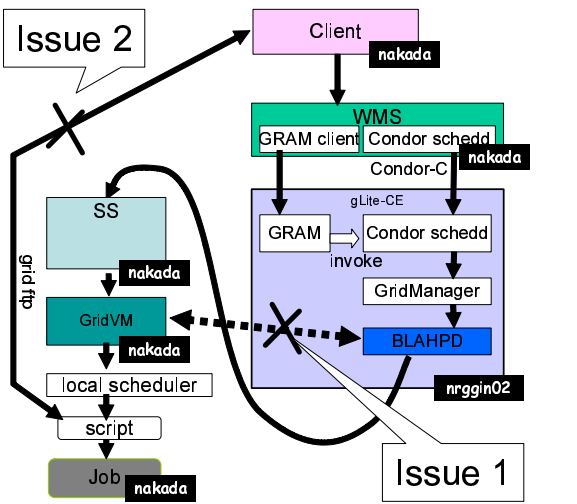 Issue 2
Client
nakada
WMS
GRAM client
Condor schedd
nakada
Condor-C
gLite-CE
SS
nakada
GRAM
invoke
Condor schedd
GridManager
BLAHPD
nrggin02
grid ftp
GridVM
nakada
local scheduler
script
Job
nakada
Issue 1